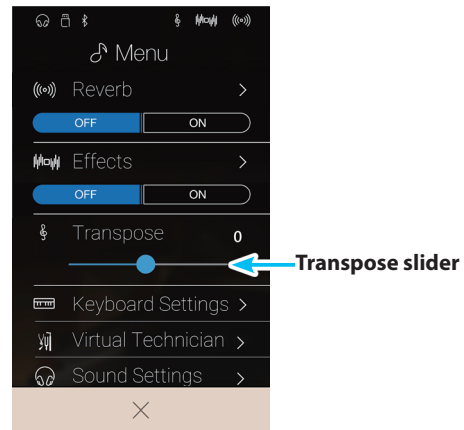 Menu
Reverb
OFF ON
Effects
OFF ON
Transpose 0
Transpose slider
Keyboard Settings
Virtual Technician
Sound Settings